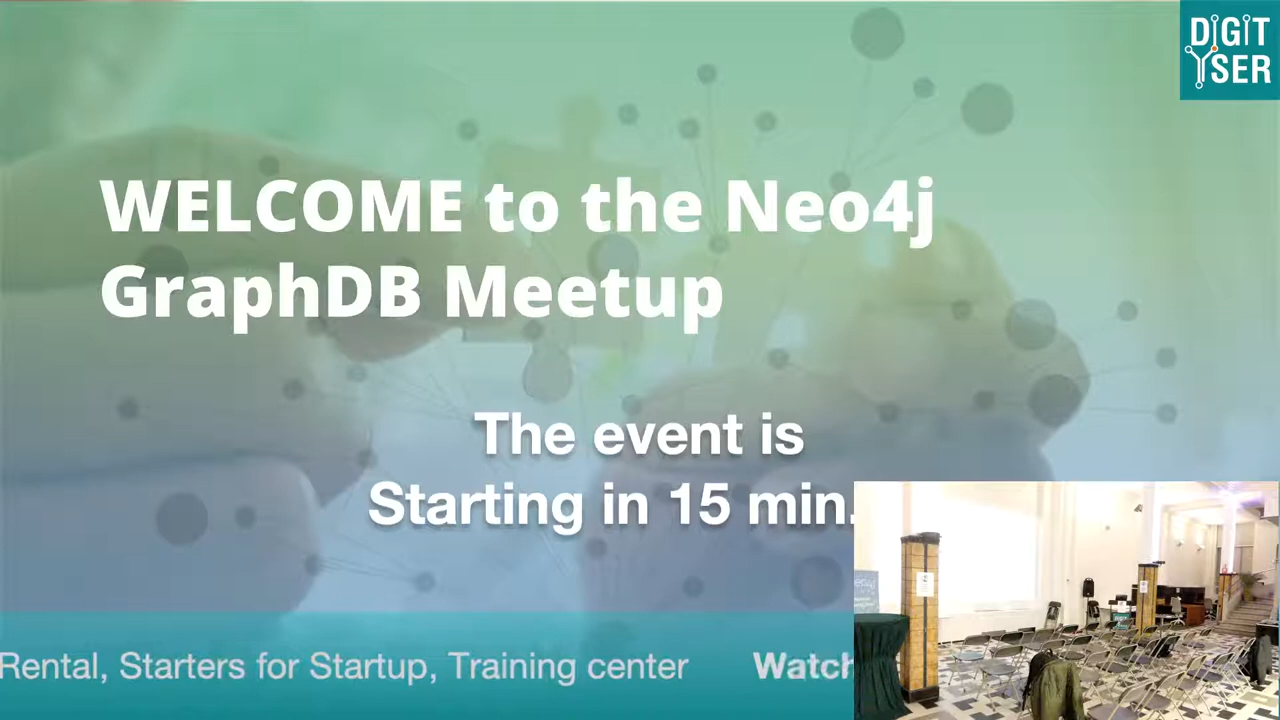 DIGIT
YSER
WELCOME to the Neo4j
GraphDB Meetup
The event is
Starting in 15 min.
Rental, Starters for Startup, Training center Watch